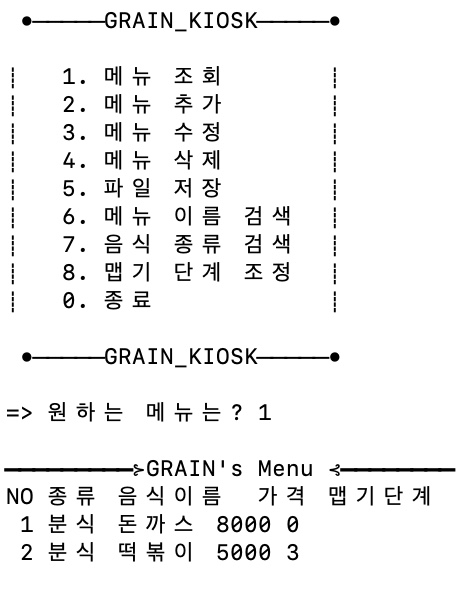 ●─────GRAIN_KIOSK─────●
1. 메뉴 조회
2. 메뉴 추가
3. 메뉴 수정
4. 메뉴 삭제
5. 파일 저장
6. 메뉴 이름 검색
7. 음식 종류 검색
8. 맵기 단계 조정
0. 종료
●─────GRAIN_KIOSK─────●
=> 원하는 메뉴는? 1
━━━━━━━━━⊱GRAIN's Menu ⊰━━━━━━━━
NO 종류 음식이름 가격 맵기단계
1 분식 돈까스 8000 0
2 분식 떡볶이 5000 3